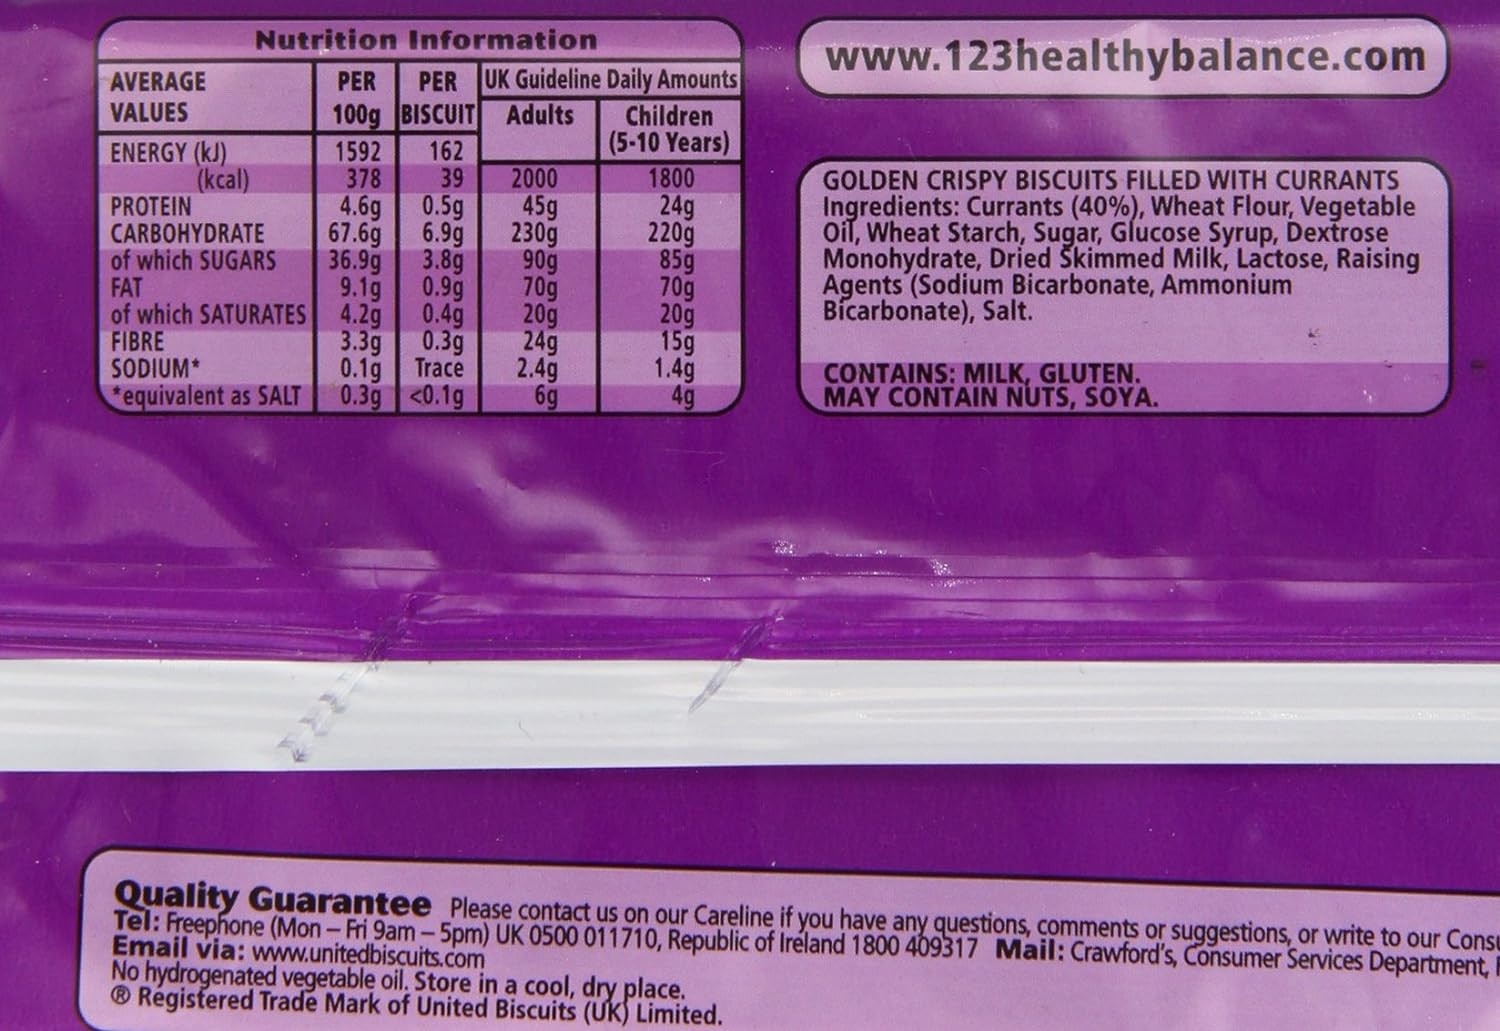 Nutrition Information
AVERAGE VALUES PER 100g PER BISCUIT UK Guideline Daily Amounts
Adults Children (5-10 Years)
ENERGY (kJ) 1592 162
(kcal) 378 39 2000 1800
PROTEIN 4.6g 0.5g 45g 24g
CARBOHYDRATE 67.6g 6.9g 230g 220g
of which SUGARS 36.9g 3.8g 90g 85g
FAT 9.1g 0.9g 70g 70g
of which SATURATES 4.2g 0.4g 20g 20g
FIBRE 3.3g 0.3g 24g 15g
SODIUM* 0.1g Trace 2.4g 1.4g
*equivalent as SALT 0.3g <0.1g 6g 4g
www.123healthybalance.com
GOLDEN CRISPY BISCUITS FILLED WITH CURRANTS
Ingredients: Currants (40%), Wheat Flour, Vegetable
Oil, Wheat Starch, Sugar, Glucose Syrup, Dextrose
Monohydrate, Dried Skimmed Milk, Lactose, Raising
Agents (Sodium Bicarbonate, Ammonium
Bicarbonate), Salt.
CONTAINS: MILK, GLUTEN.
MAY CONTAIN NUTS, SOYA.
Quality Guarantee Please contact us on our Careline if you have any questions, comments or suggestions, or write to our
Tel: Freephone (Mon – Fri 9am – 5pm) UK 0500 011710, Republic of Ireland 1800 409317 Mail: Crawford's, Consumer Services Department,
Email via: www.unitedbiscuits.com
No hydrogenated vegetable oil. Store in a cool, dry place.
® Registered Trade Mark of United Biscuits (UK) Limited.